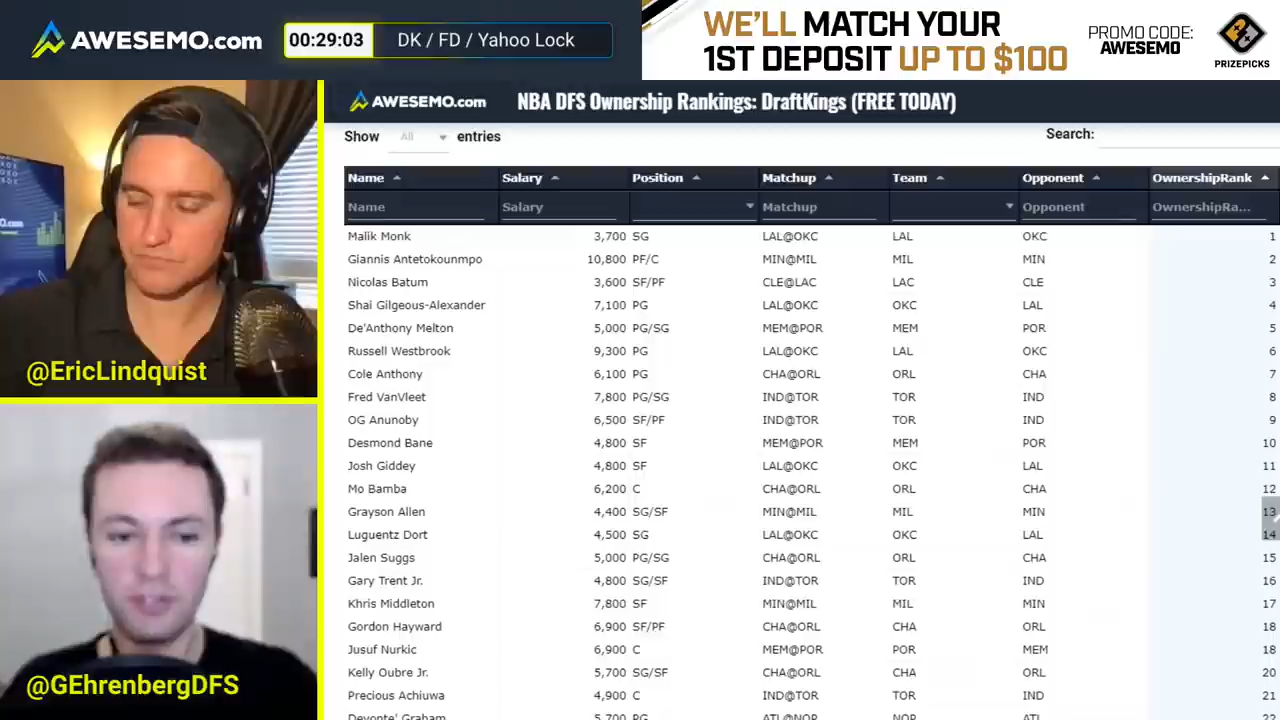 AWESEMO.com
00:29:03
DK / FD / Yahoo Lock
WE'LL MATCH YOUR
1ST DEPOSIT UP TO $100
PROMO CODE:
AWESEMO
PRIZEPICKS
AWESEMO.com
NBA DFS Ownership Rankings: DraftKings (FREE TODAY)
Show All entries
Search:
Name Salary Position Matchup Team Opponent OwnershipRank
Name Salary Matchup Opponent OwnershipRa...
Malik Monk 3,700 SG LAL@OKC LAL OKC 1
Giannis Antetokounmpo 10,800 PF/C MIN@MIL MIL MIN 2
Nicolas Batum 3,600 SF/PF CLE@LAC LAC CLE 3
Shai Gilgeous-Alexander 7,100 PG LAL@OKC OKC LAL 4
De'Anthony Melton 5,000 PG/SG MEM@POR MEM POR 5
Russell Westbrook 9,300 PG LAL@OKC LAL OKC 6
Cole Anthony 6,100 PG CHA@ORL ORL CHA 7
Fred VanVleet 7,800 PG/SG IND@TOR TOR IND 8
OG Anunoby 6,500 SF/PF IND@TOR TOR IND 9
Desmond Bane 4,800 SF MEM@POR MEM POR 10
Josh Giddey 4,800 SF LAL@OKC OKC LAL 11
Mo Bamba 6,200 C CHA@ORL ORL CHA 12
Grayson Allen 4,400 SG/SF MIN@MIL MIL MIN 13
Luguentz Dort 4,500 SG LAL@OKC OKC LAL 14
Jalen Suggs 5,000 PG/SG CHA@ORL ORL CHA 15
Gary Trent Jr. 4,800 SG/SF IND@TOR TOR IND 16
Khris Middleton 7,800 SF MIN@MIL MIL MIN 17
Gordon Hayward 6,900 SF/PF CHA@ORL CHA ORL 18
Jusuf Nurkic 6,900 C MEM@POR POR MEM 18
Kelly Oubre Jr. 5,700 SG/SF CHA@ORL CHA ORL 20
Precious Achiuwa 4,900 C IND@TOR TOR IND 21
Devonte' Graham 5,700 PG ATL@NOP NOP ATL 22
@EricLindquist
@GEhrenbergDFS